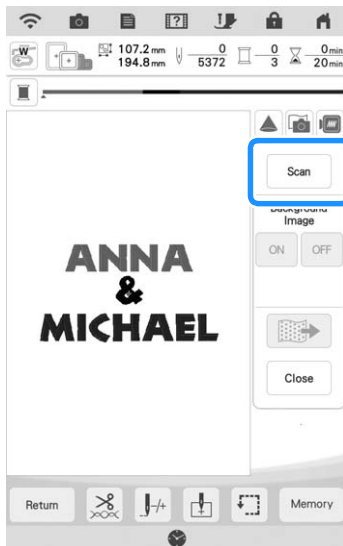 W
107.2 mm
194.8 mm
0
5372
0
3
0 min
20 min
Scan
Background
Image
ON OFF
ANNA
&
MICHAEL
Close
Return -/+ Memory